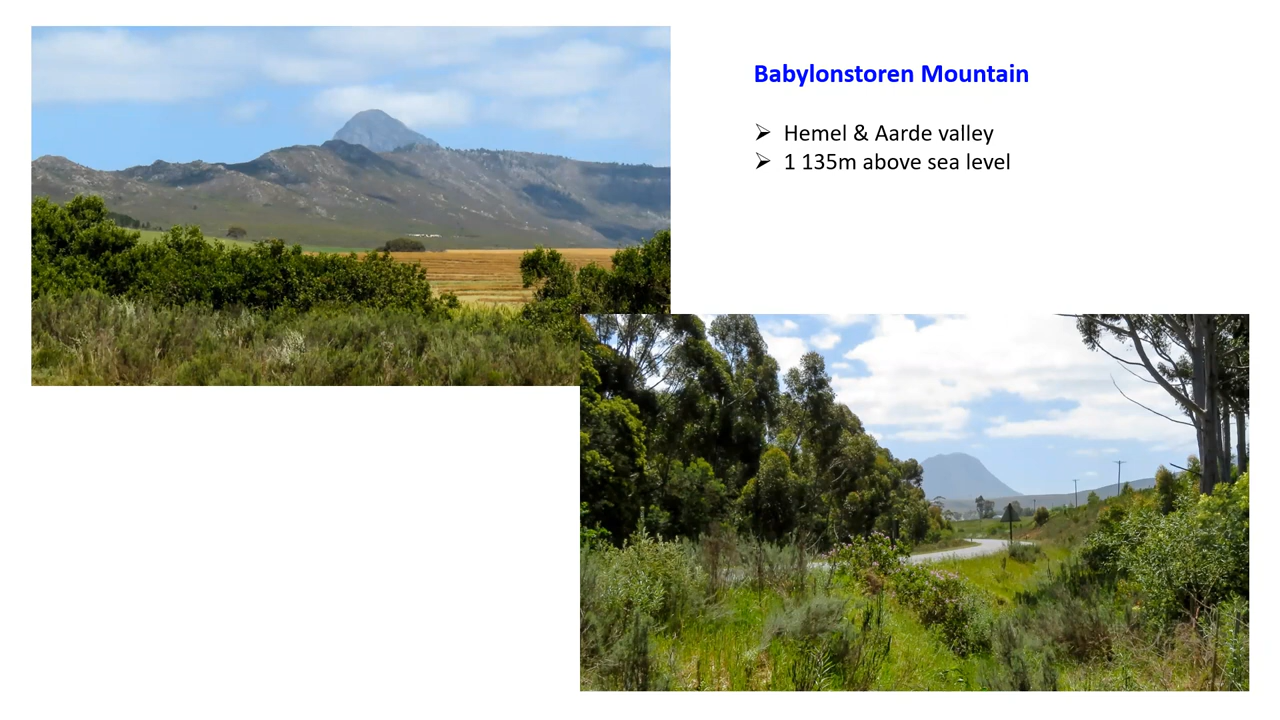 Babylonstoren Mountain
➢ Hemel & Aarde valley
➢ 1 135m above sea level